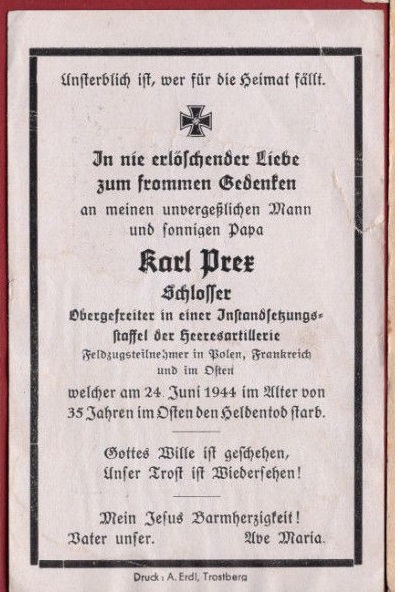 Unsterblich ist, wer für die Heimat fällt.
In nie erlöschender Liebe
zum frommen Gedenken
an meinen unvergeßlichen Mann
und sonnigen Papa
Karl Prex
Schlosser
Obergefreiter in einer Instandsetzungs-
staffel der Heeresartillerie
Feldzugsteilnehmer in Polen, Frankreich
und im Osten
welcher am 24. Juni 1944 im Alter von
35 Jahren im Osten den Heldentod starb.
Gottes Wille ist geschehen,
Unser Trost ist Wiedersehen!
Mein Jesus Barmherzigkeit!
Vater unser. Ave Maria.
Druck: A. Erdl, Trostberg